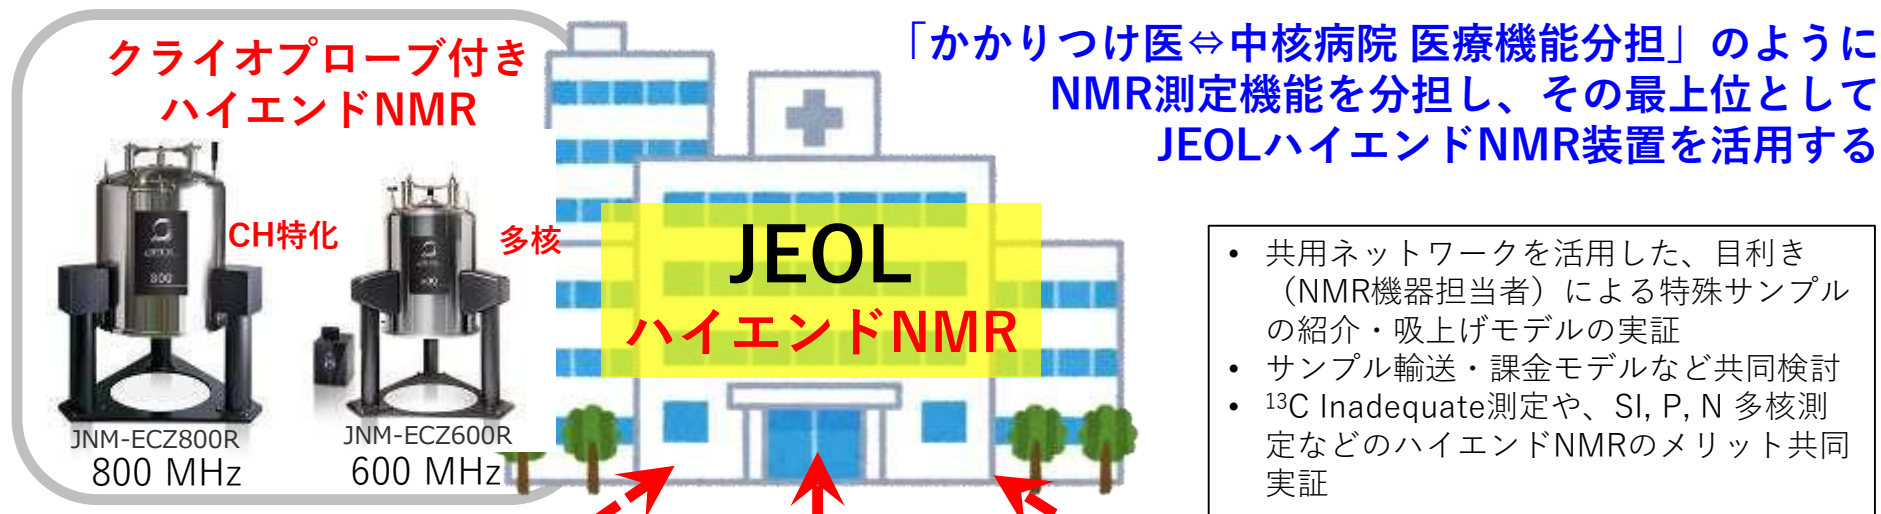 クライオプローブ付き
ハイエンドNMR
CH特化
多核
800
JNM-ECZ800R
800 MHz
JNM-ECZ600R
600 MHz
JEOL
ハイエンドNMR
「かかりつけ医⇔中核病院 医療機能分担」のように
NMR測定機能を分担し、その最上位として
JEOLハイエンドNMR装置を活用する
• 共用ネットワークを活用した、目利き
（NMR機器担当者）による特殊サンプル
の紹介・吸上げモデルの実証
• サンプル輸送・課金モデルなど共同検討
• ¹³C Inadequate測定や、SI, P, N 多核測
定などのハイエンドNMRのメリット共同
実証